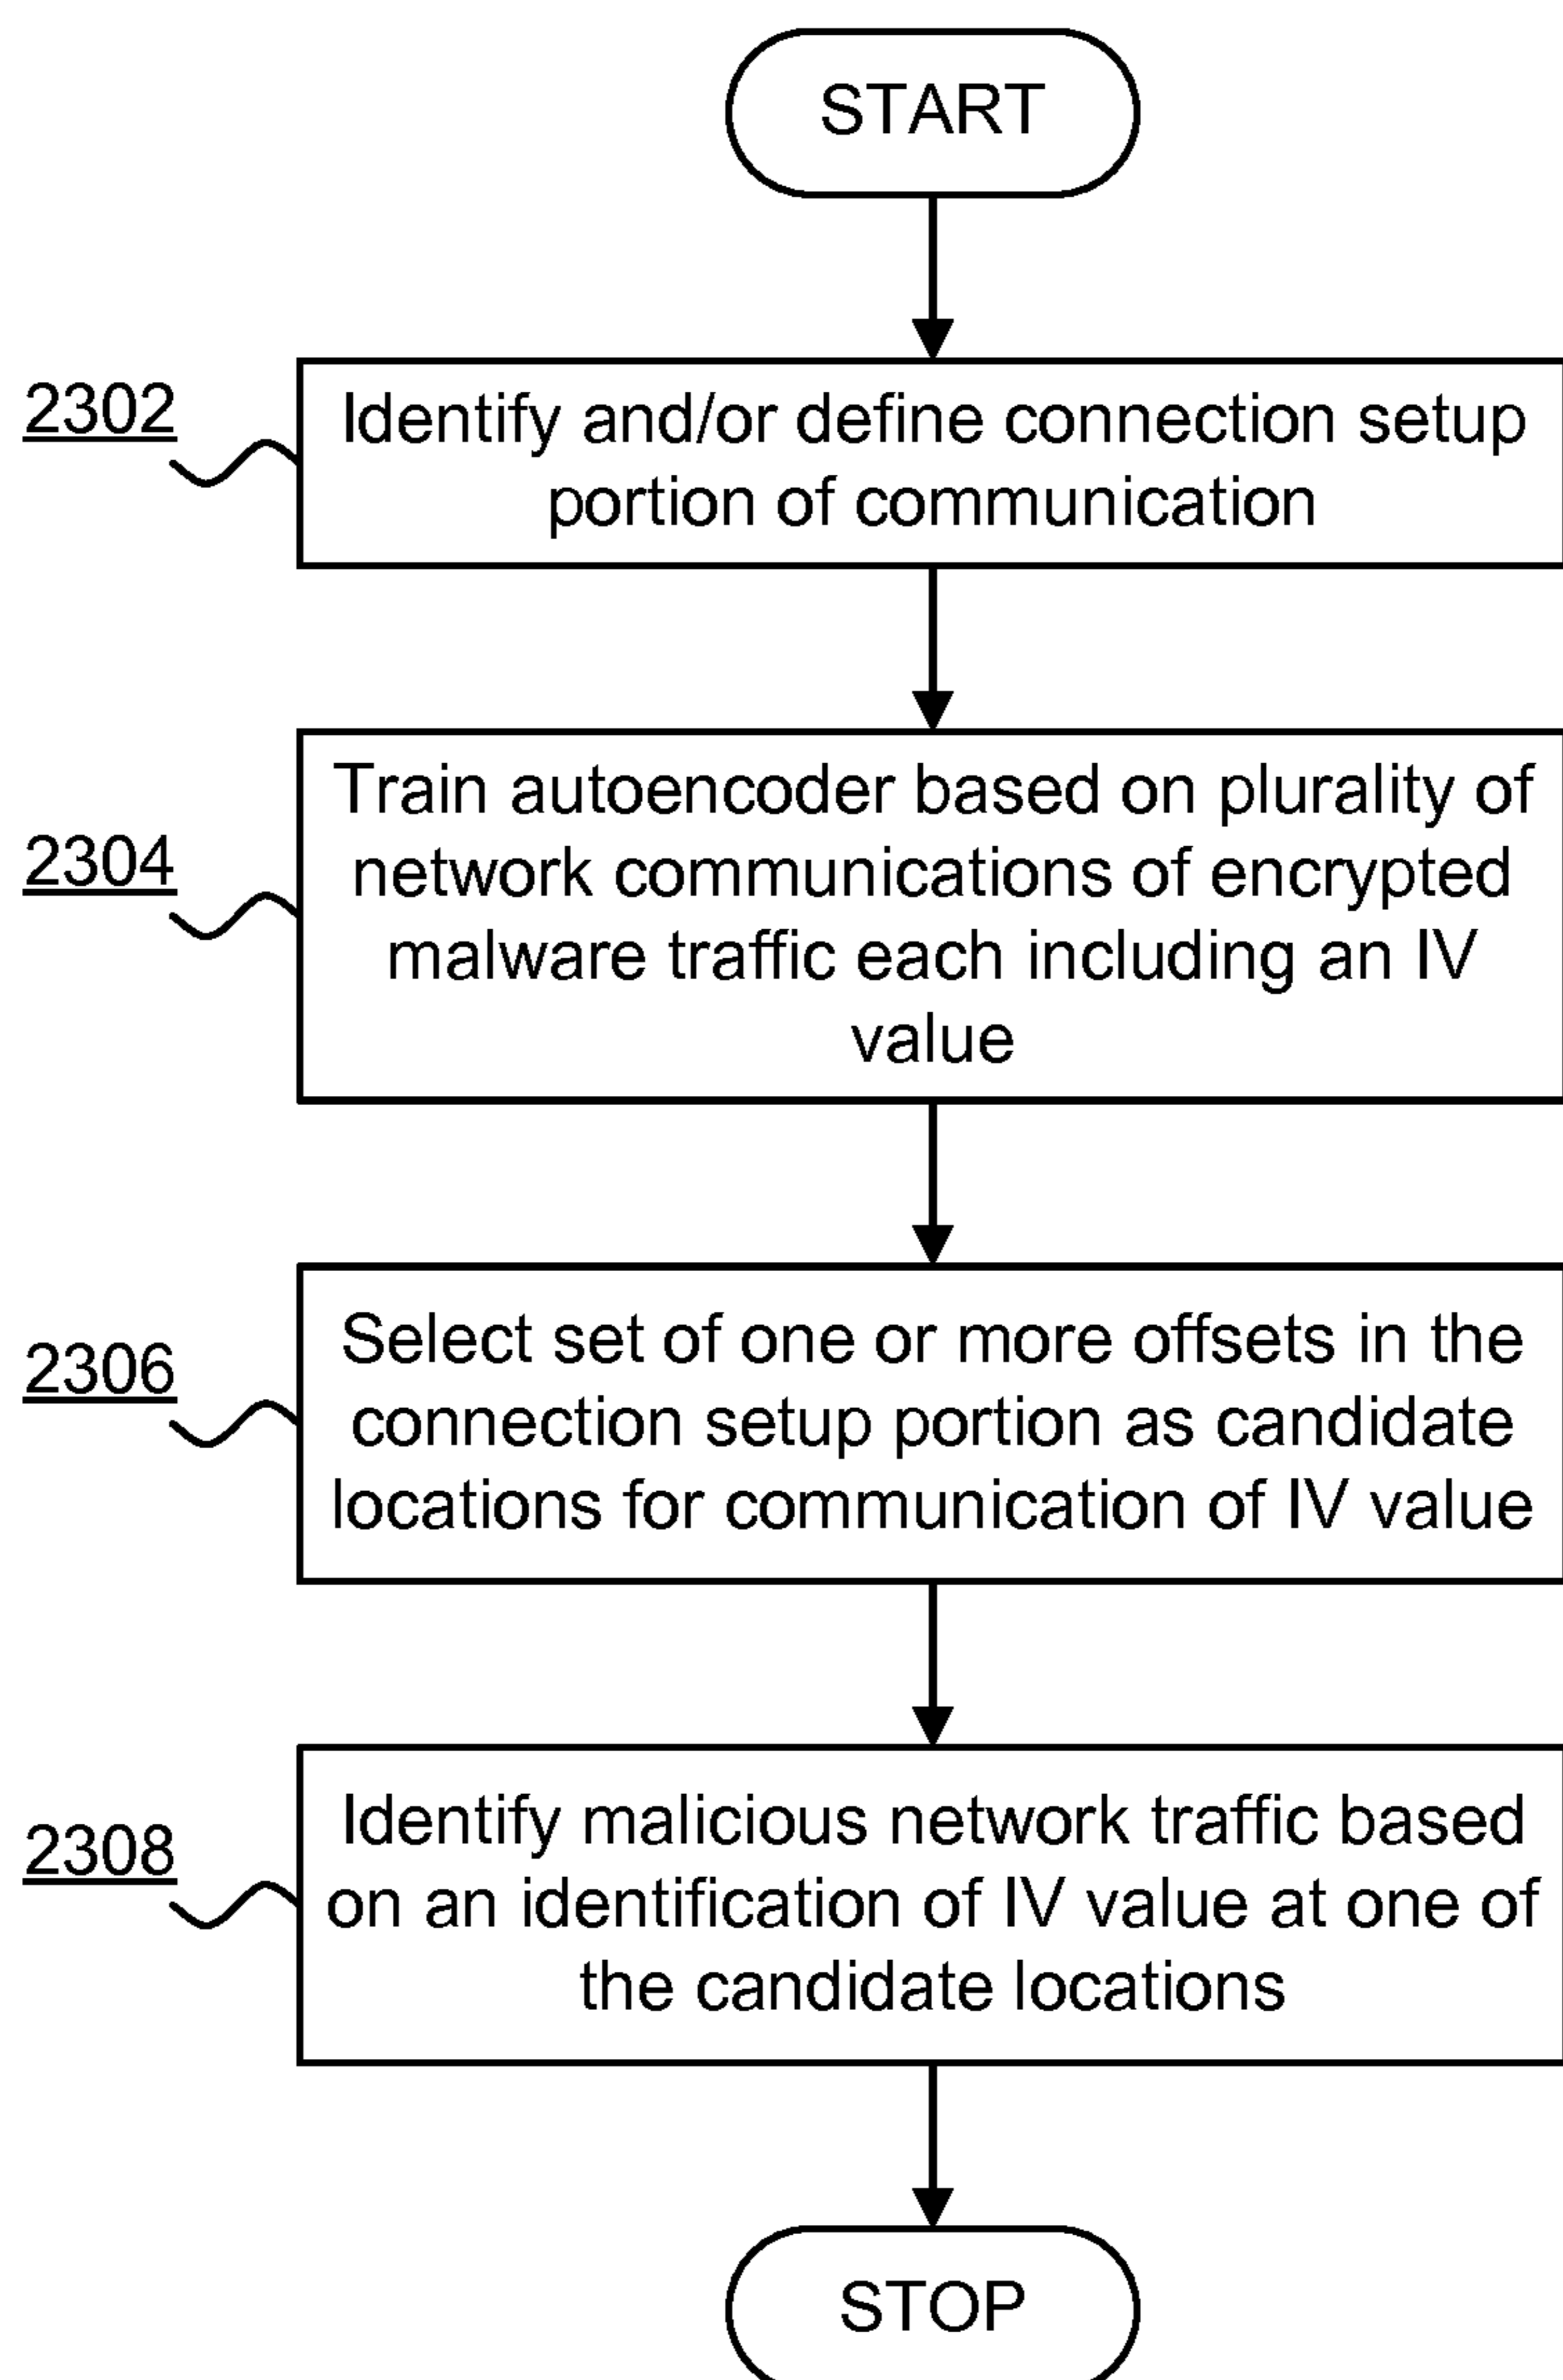 START
2302
Identify and/or define connection setup
portion of communication
2304
Train autoencoder based on plurality of
network communications of encrypted
malware traffic each including an IV
value
2306
Select set of one or more offsets in the
connection setup portion as candidate
locations for communication of IV value
2308
Identify malicious network traffic based
on an identification of IV value at one of
the candidate locations
STOP